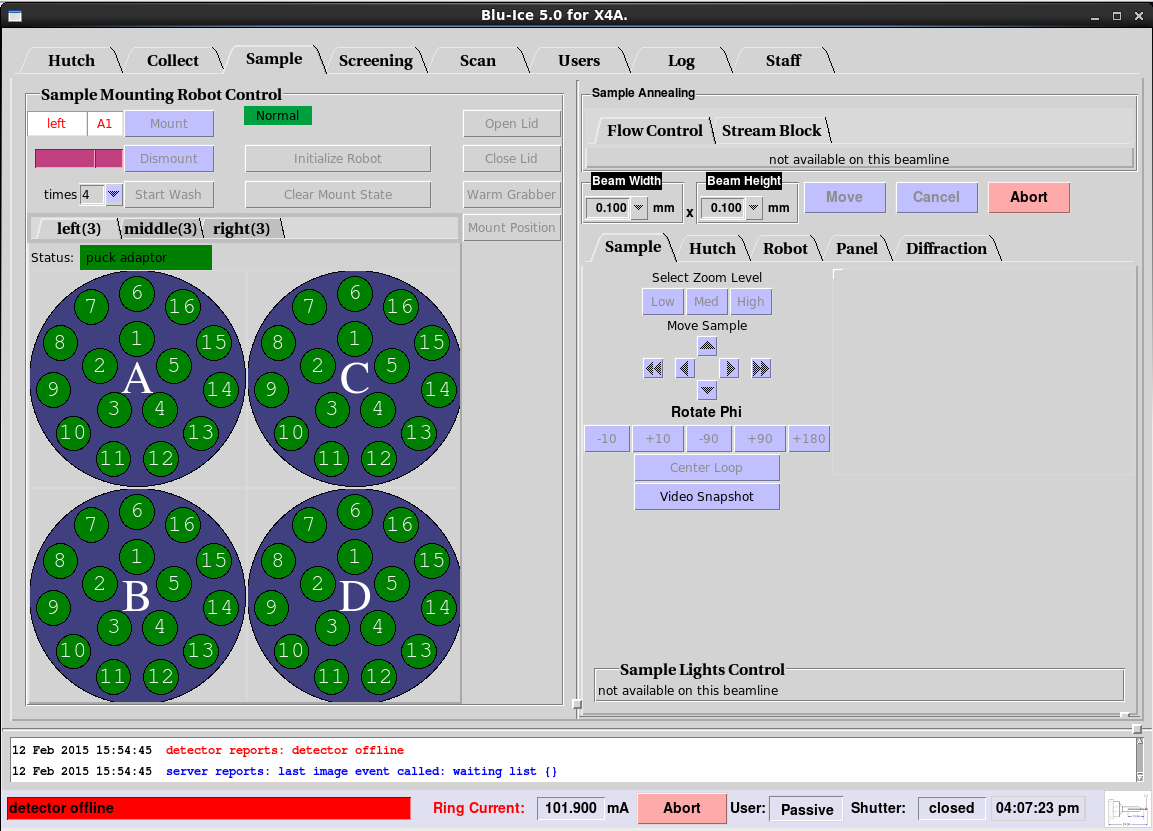 Blu-Ice 5.0 for X4A.
Hutch Collect Sample Screening Scan Users Log Staff
Sample Mounting Robot Control
left A1 Mount Normal Open Lid
Dismount Initialize Robot Close Lid
times 4 Start Wash Clear Mount State Warm Grabber
left(3) middle(3) right(3) Mount Position
Status: puck adaptor
6
7 16
8 1 15
2 5
A
9 14
3 4
10 13
11 12
6
7 16
8 1 15
2 5
C
9 14
3 4
10 13
11 12
6
7 16
8 1 15
2 5
B
9 14
3 4
10 13
11 12
6
7 16
8 1 15
2 5
D
9 14
3 4
10 13
11 12
Sample Annealing
Flow Control Stream Block
not available on this beamline
Beam Width Beam Height
0.100 mm x 0.100 mm Move Cancel Abort
Sample Hutch Robot Panel Diffraction
Select Zoom Level
Low Med High
Move Sample
Rotate Phi
-10 +10 -90 +90 +180
Center Loop
Video Snapshot
Sample Lights Control
not available on this beamline
12 Feb 2015 15:54:45 detector reports: detector offline
12 Feb 2015 15:54:45 server reports: last image event called: waiting list {}
detector offline Ring Current: 101.900 mA Abort User: Passive Shutter: closed 04:07:23 pm